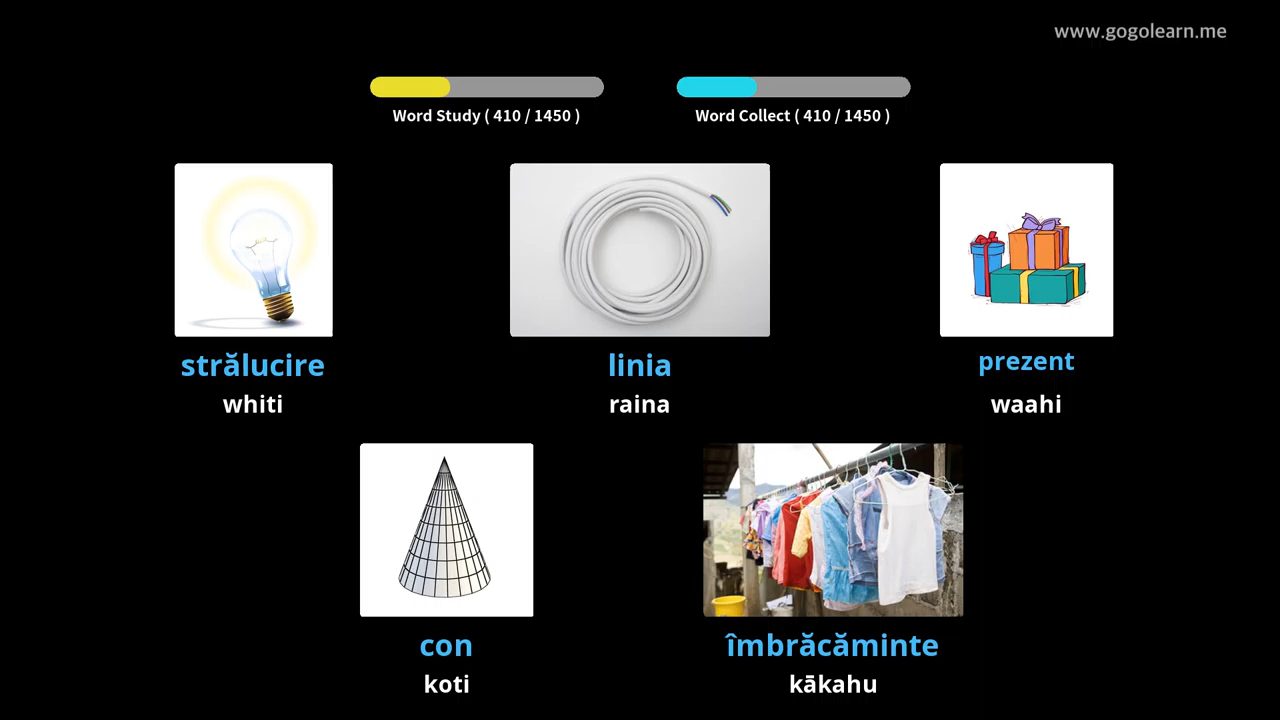 www.gogolearn.me
Word Study ( 410 / 1450 )
Word Collect ( 410 / 1450 )
strălucire
whiti
linia
raina
prezent
waahi
con
koti
îmbrăcăminte
kākahu